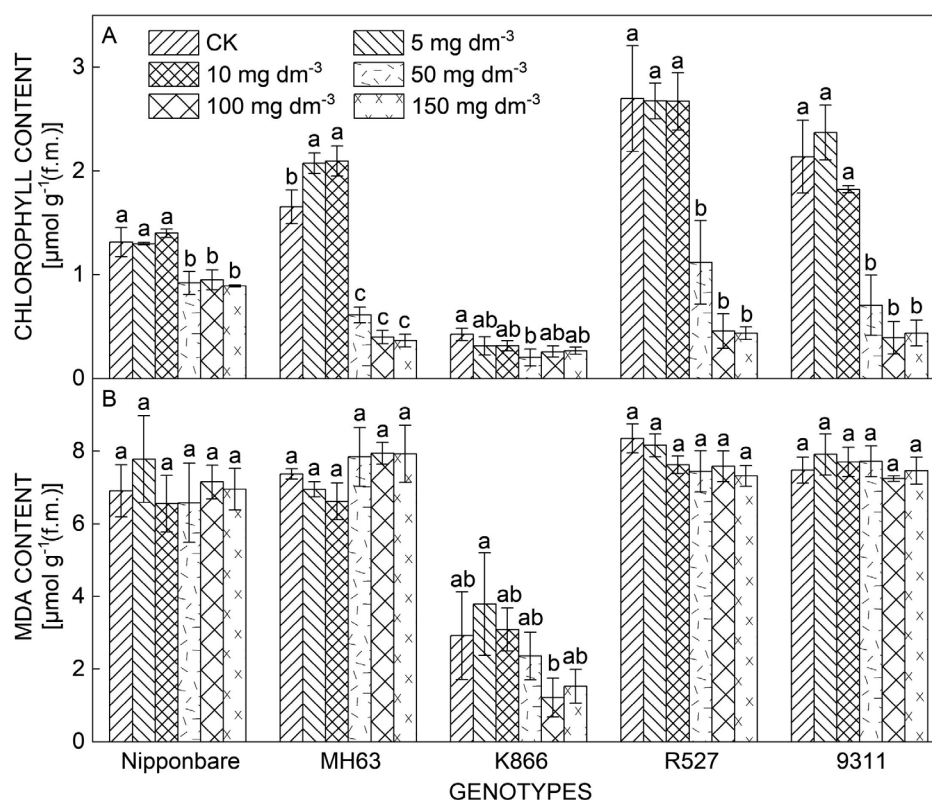 A
CK
5 mg dm⁻³
10 mg dm⁻³
50 mg dm⁻³
100 mg dm⁻³
150 mg dm⁻³
CHLOROPHYLL CONTENT
[µmol g⁻¹(f.m.)]
3
2
1
0
a a a b b b
b a a c c c
a ab ab b ab ab
a a a b b b
a a a b b b
B
MDA CONTENT
[µmol g⁻¹(f.m.)]
8
6
4
2
0
a a a a a a
a a a a a a
ab a ab ab b ab
a a a a a a
a a a a a a
Nipponbare MH63 K866 R527 9311
GENOTYPES